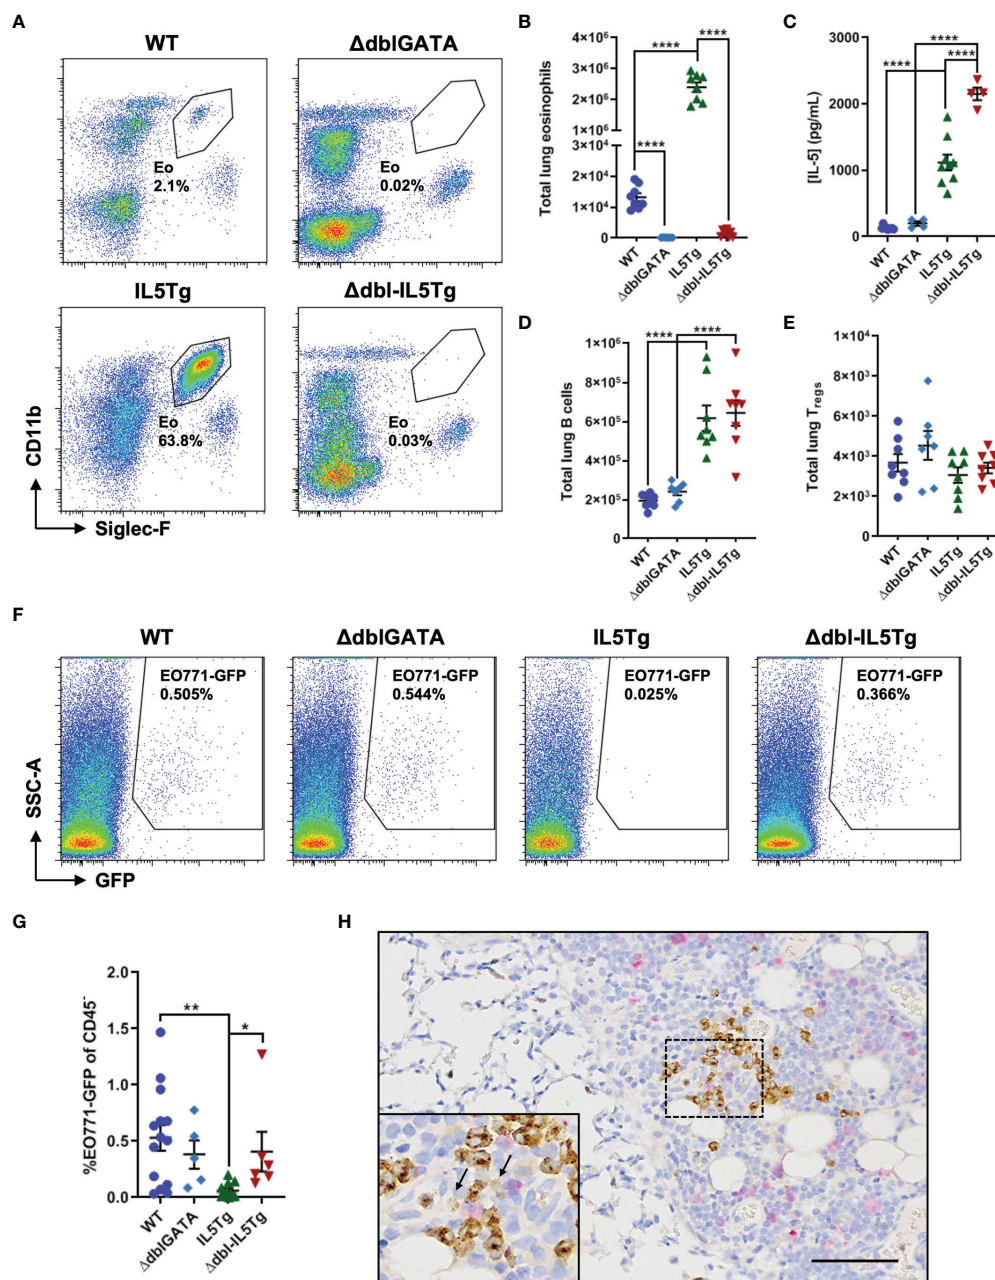 A
WT
ΔdblGATA
Eo
2.1%
Eo
0.02%
IL5Tg
Δdbl-IL5Tg
Eo
63.8%
Eo
0.03%
CD11b
Siglec-F
B
Total lung eosinophils
4×10⁶
3×10⁶
2×10⁶
1×10⁶
3×10⁴
2×10⁴
1×10⁴
0
****
****
****
WT
ΔdblGATA
IL5Tg
Δdbl-IL5Tg
C
[IL-5] (pg/mL)
3000
2000
1000
0
****
****
****
WT
ΔdblGATA
IL5Tg
Δdbl-IL5Tg
D
Total lung B cells
1×10⁶
8×10⁵
6×10⁵
4×10⁵
2×10⁵
0
****
****
WT
ΔdblGATA
IL5Tg
Δdbl-IL5Tg
E
Total lung Tregs
1×10⁴
8×10³
6×10³
4×10³
2×10³
0
WT
ΔdblGATA
IL5Tg
Δdbl-IL5Tg
F
WT
ΔdblGATA
IL5Tg
Δdbl-IL5Tg
EO771-GFP
0.505%
EO771-GFP
0.544%
EO771-GFP
0.025%
EO771-GFP
0.366%
SSC-A
GFP
G
%EO771-GFP of CD45⁻
2.0
1.5
1.0
0.5
0.0
**
*
WT
ΔdblGATA
IL5Tg
Δdbl-IL5Tg
H